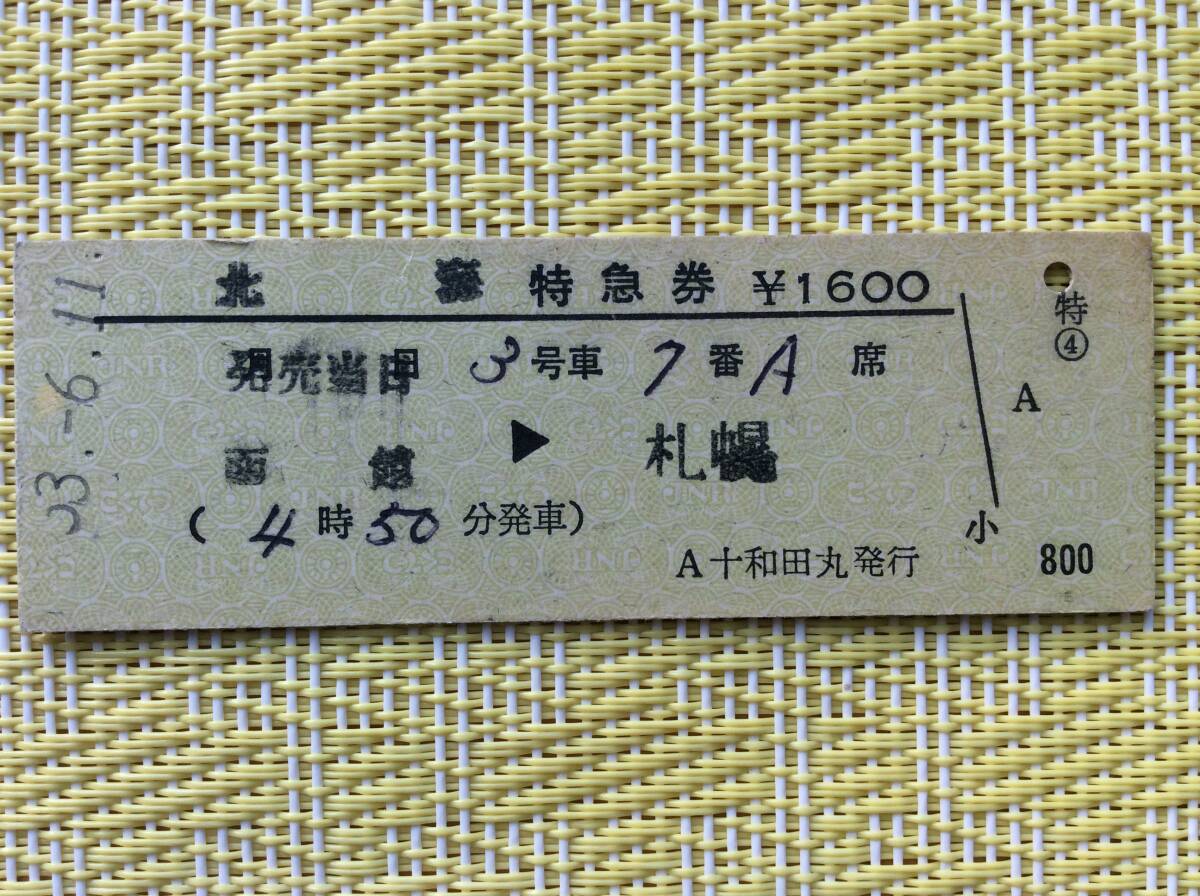 北海特急券 ¥1600
発売当日 3号車 7番A席
函館 ▶ 札幌
(4時50分発車)
A十和田丸発行
小
特
④
A
800
53.-6.11.